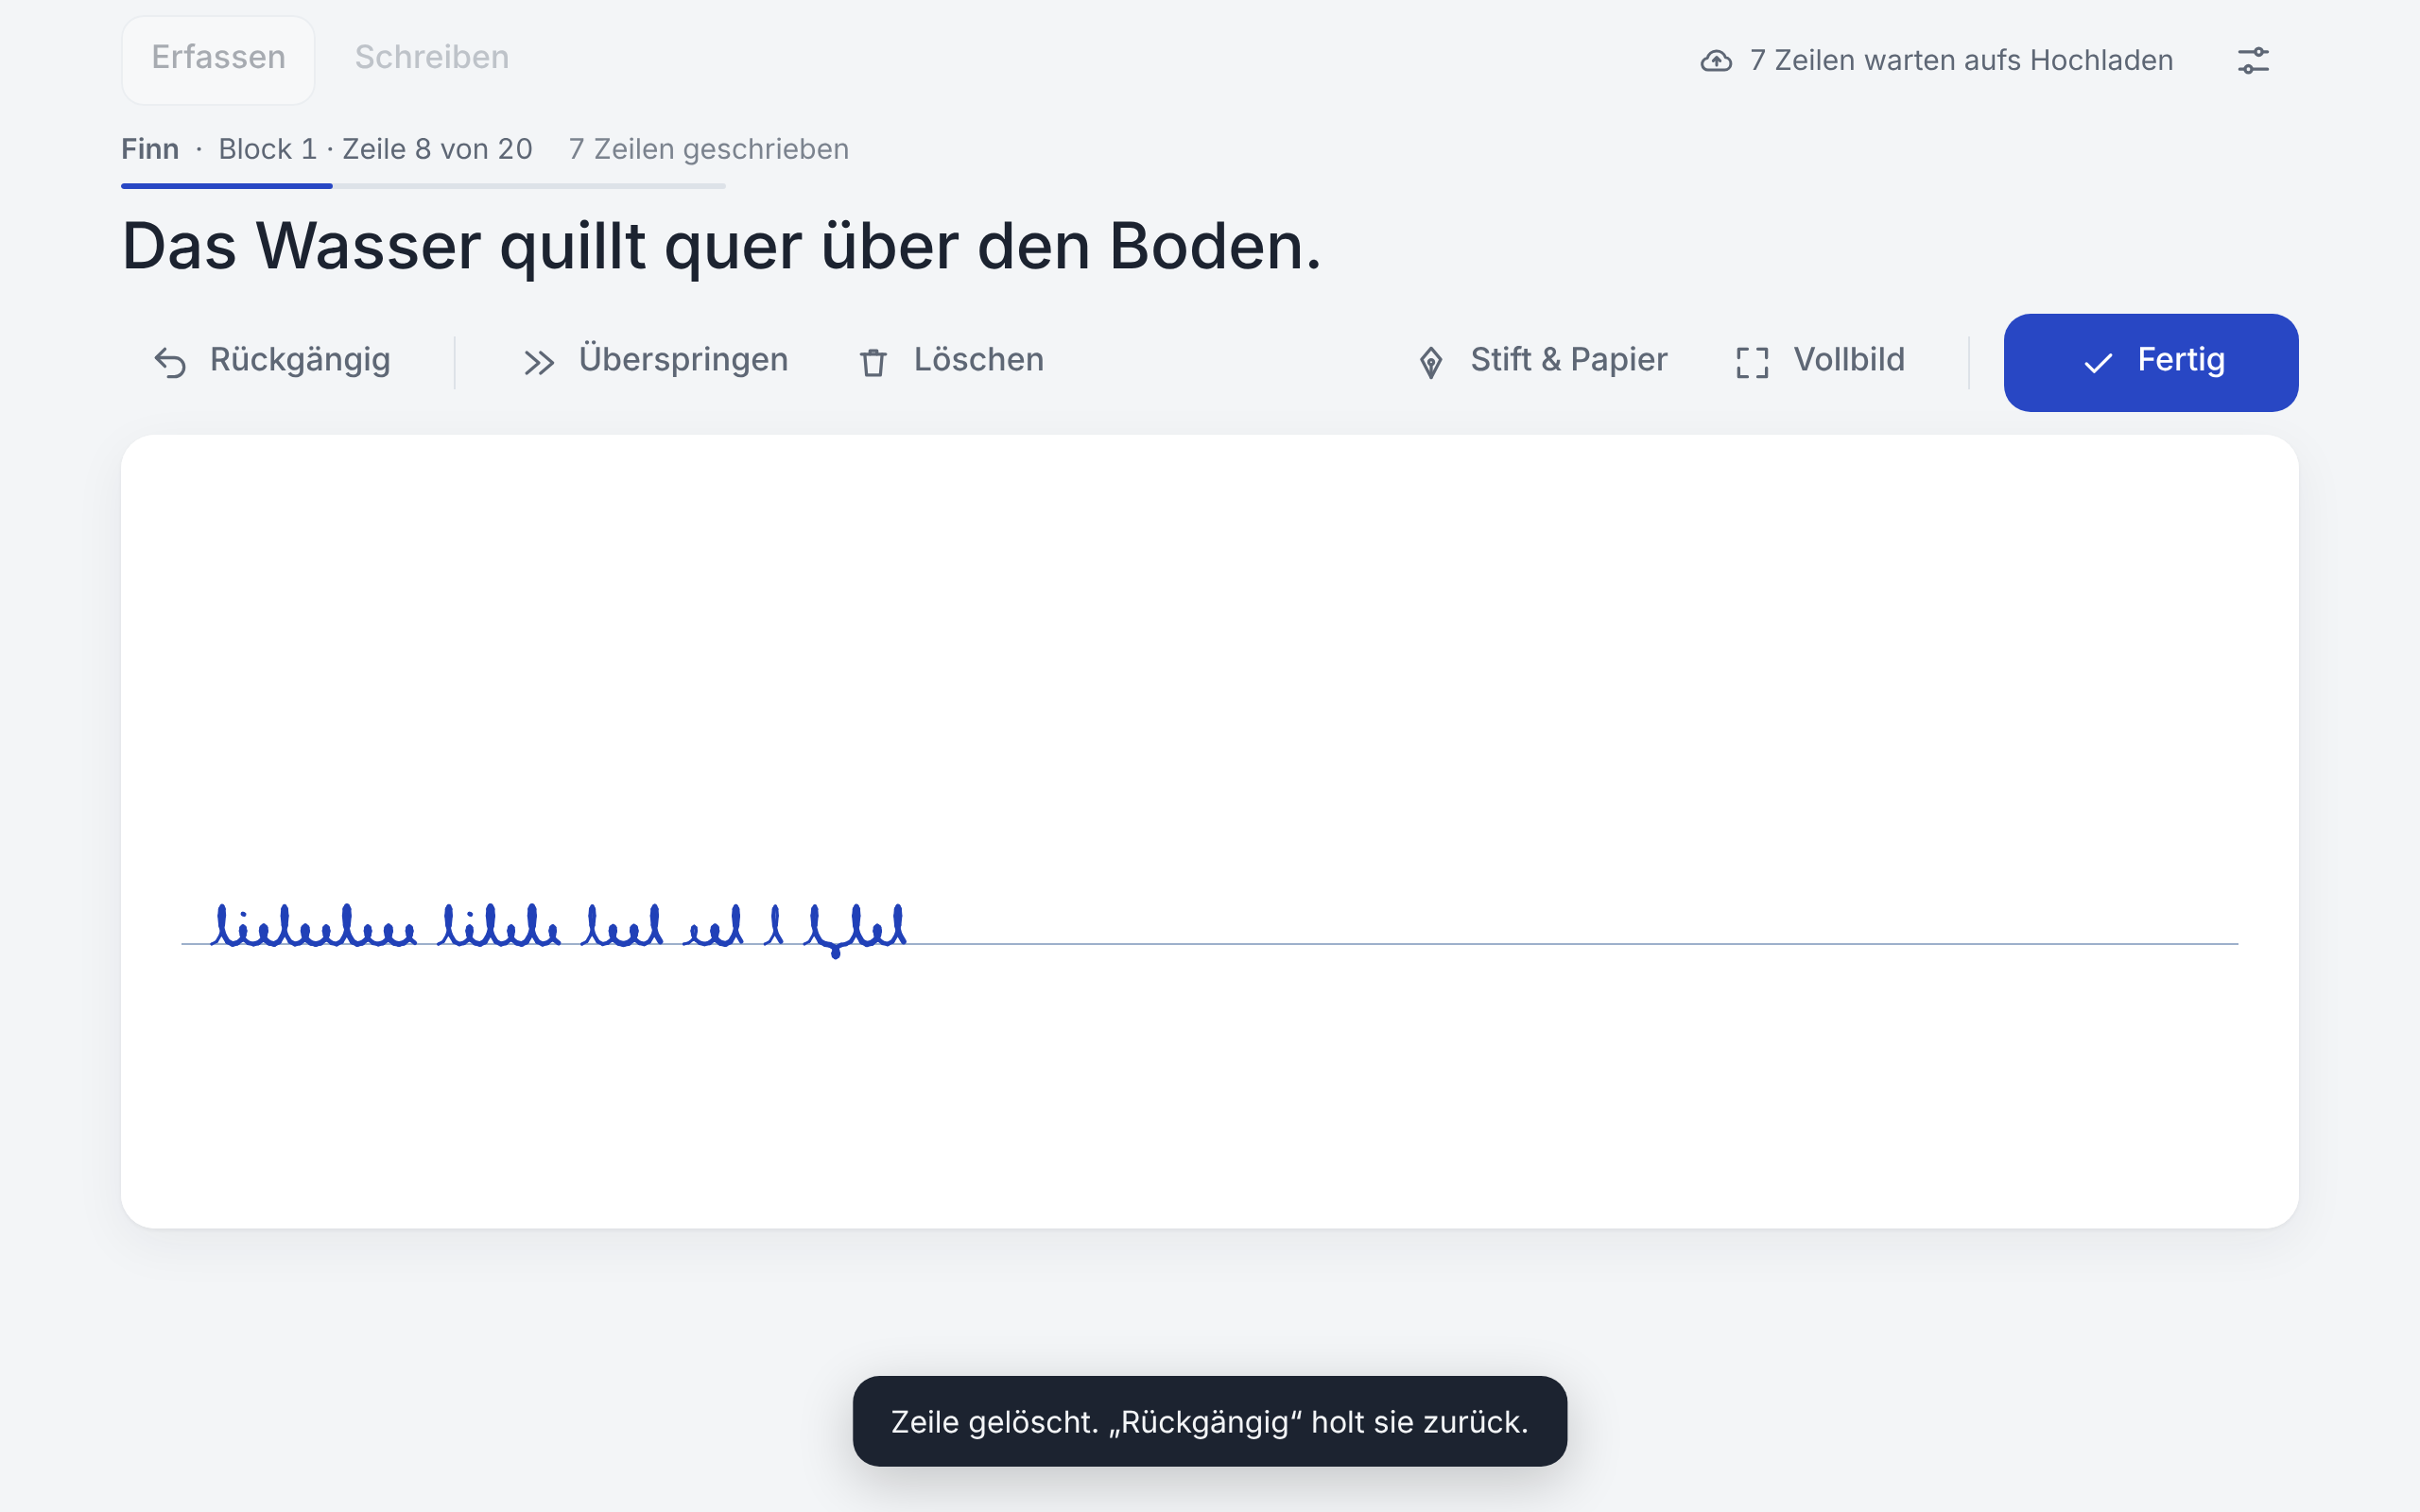 Erfassen Schreiben 7 Zeilen warten aufs Hochladen
Finn · Block 1 · Zeile 8 von 20 7 Zeilen geschrieben
Das Wasser quillt quer über den Boden.
Rückgängig Überspringen Löschen Stift & Papier Vollbild Fertig
Zeile gelöscht. „Rückgängig“ holt sie zurück.